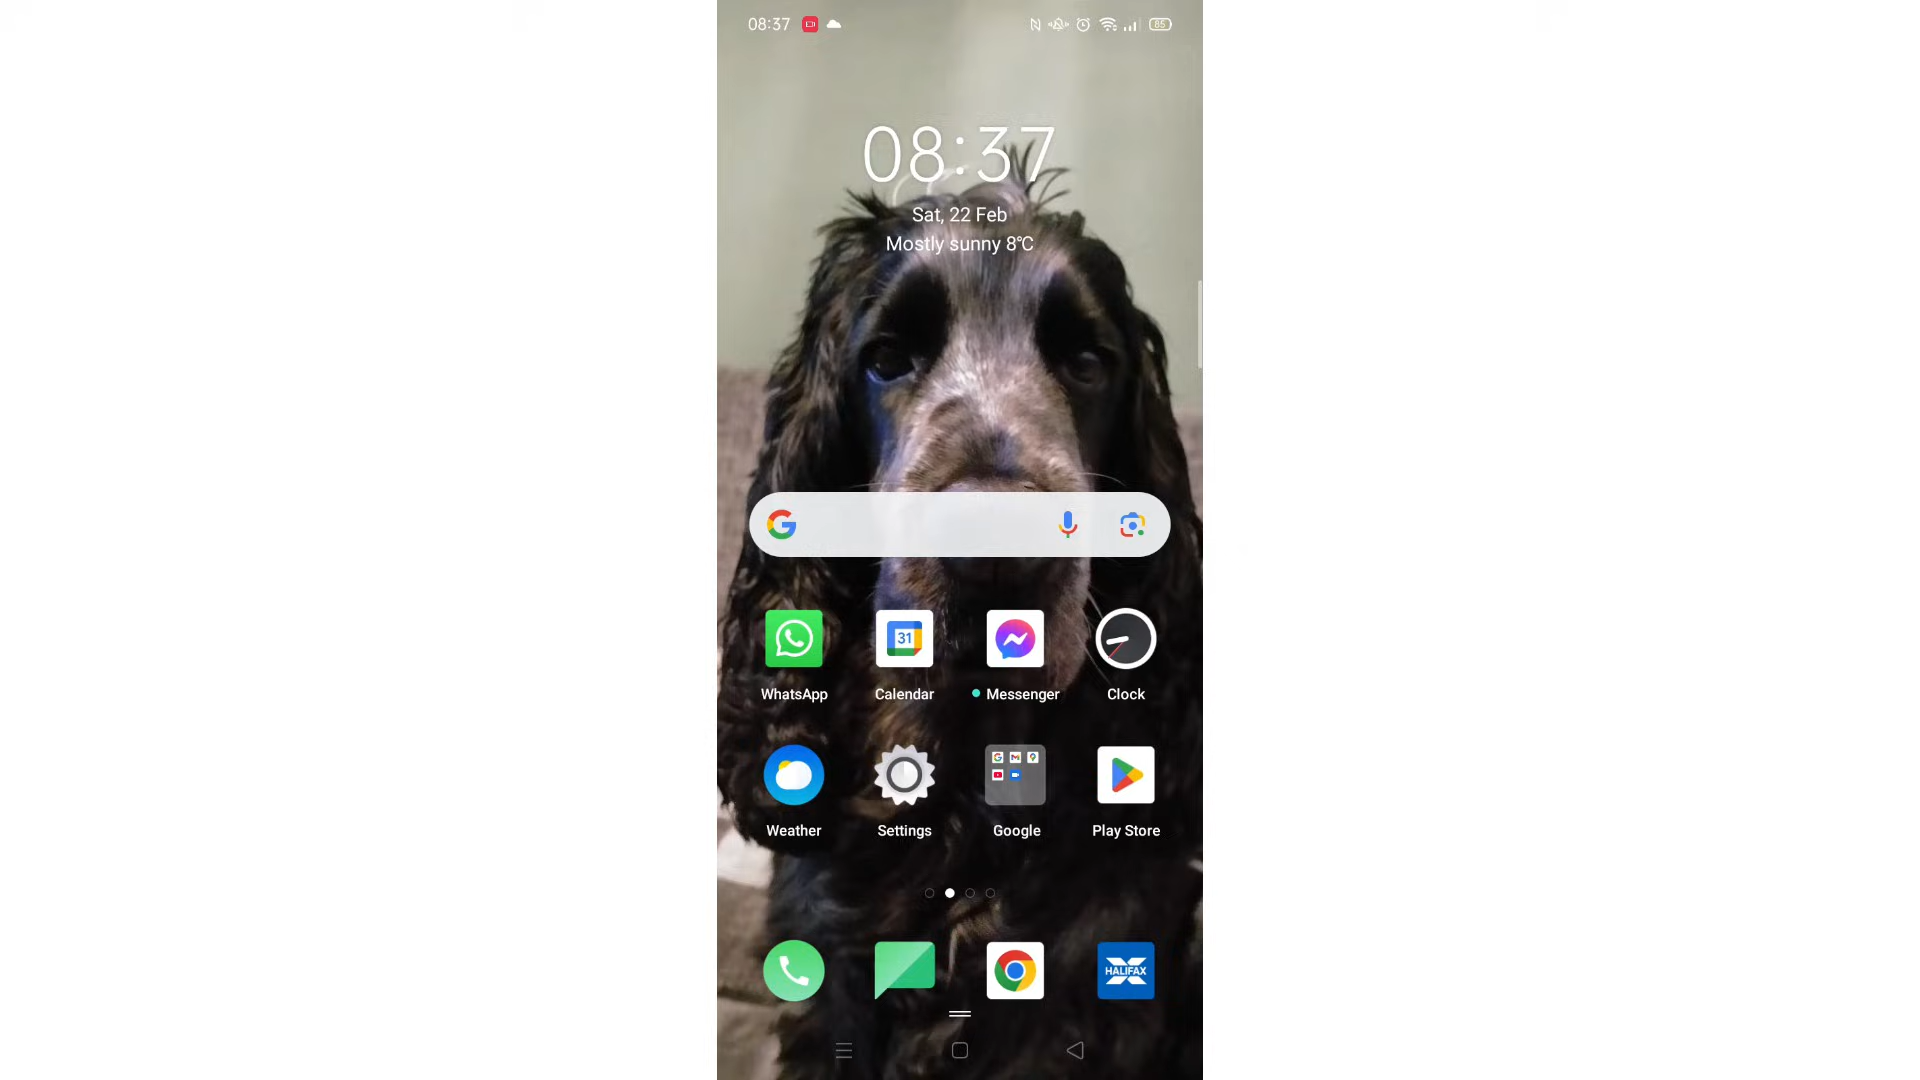 08:37
85
08:37
Sat, 22 Feb
Mostly sunny 8°C
31
WhatsApp
Calendar
Messenger
Clock
Weather
Settings
Google
Play Store
HALIFAX